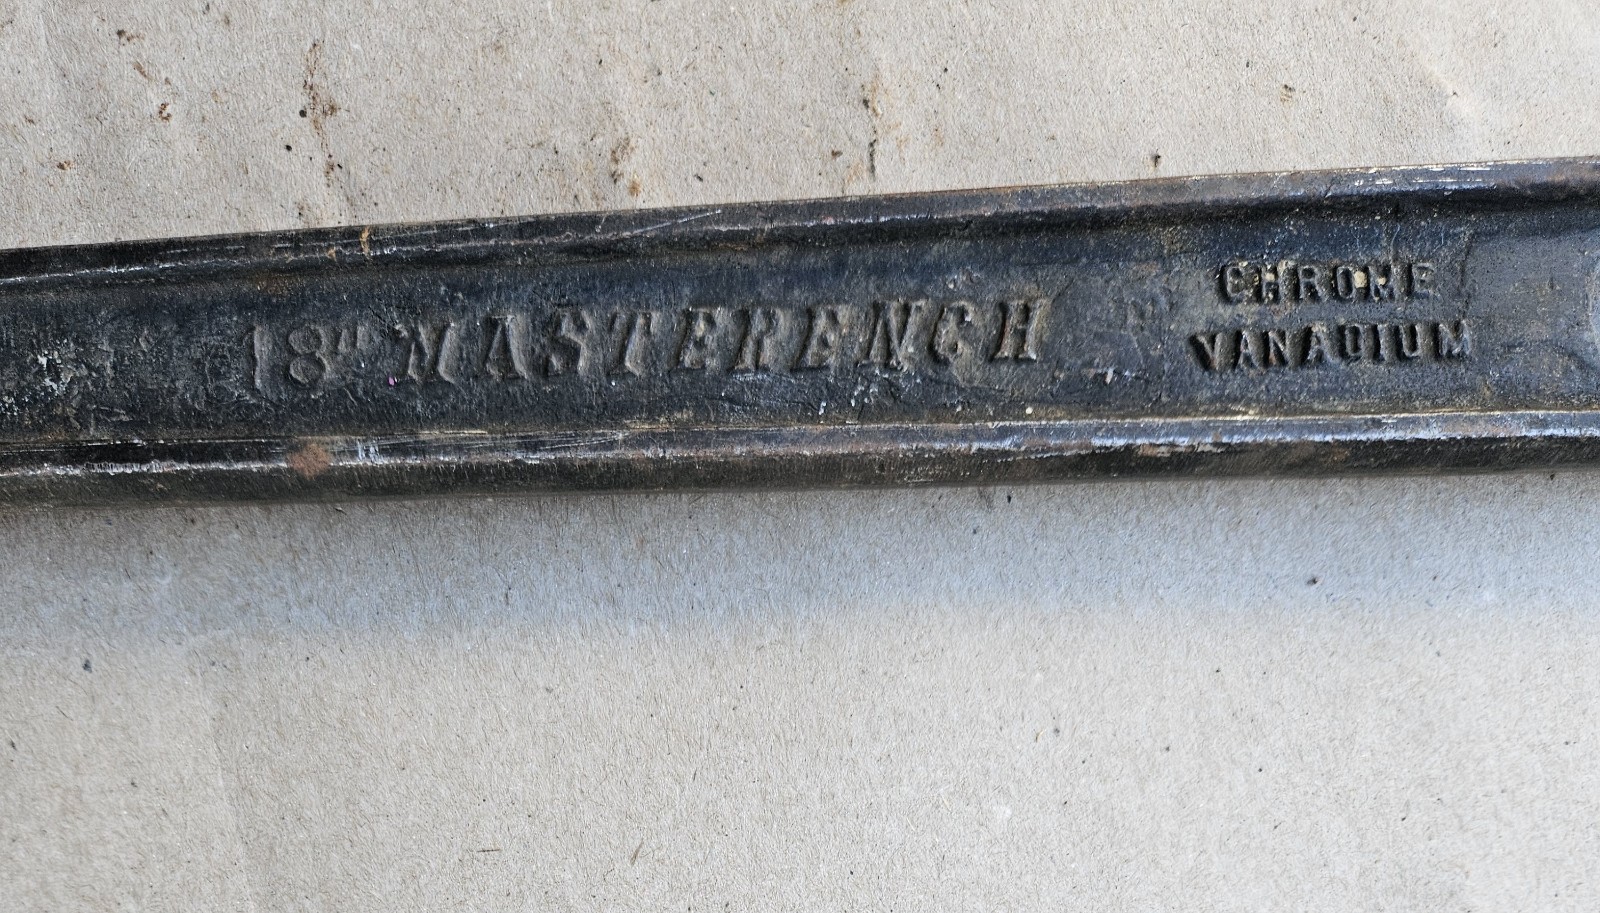 18" MASTERENCH
CHROME
VANADIUM